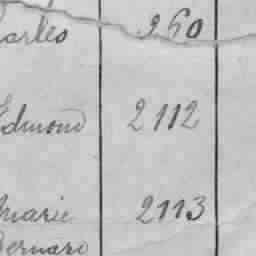 arles 260
Edmond 2112
marie 2113
Bernard